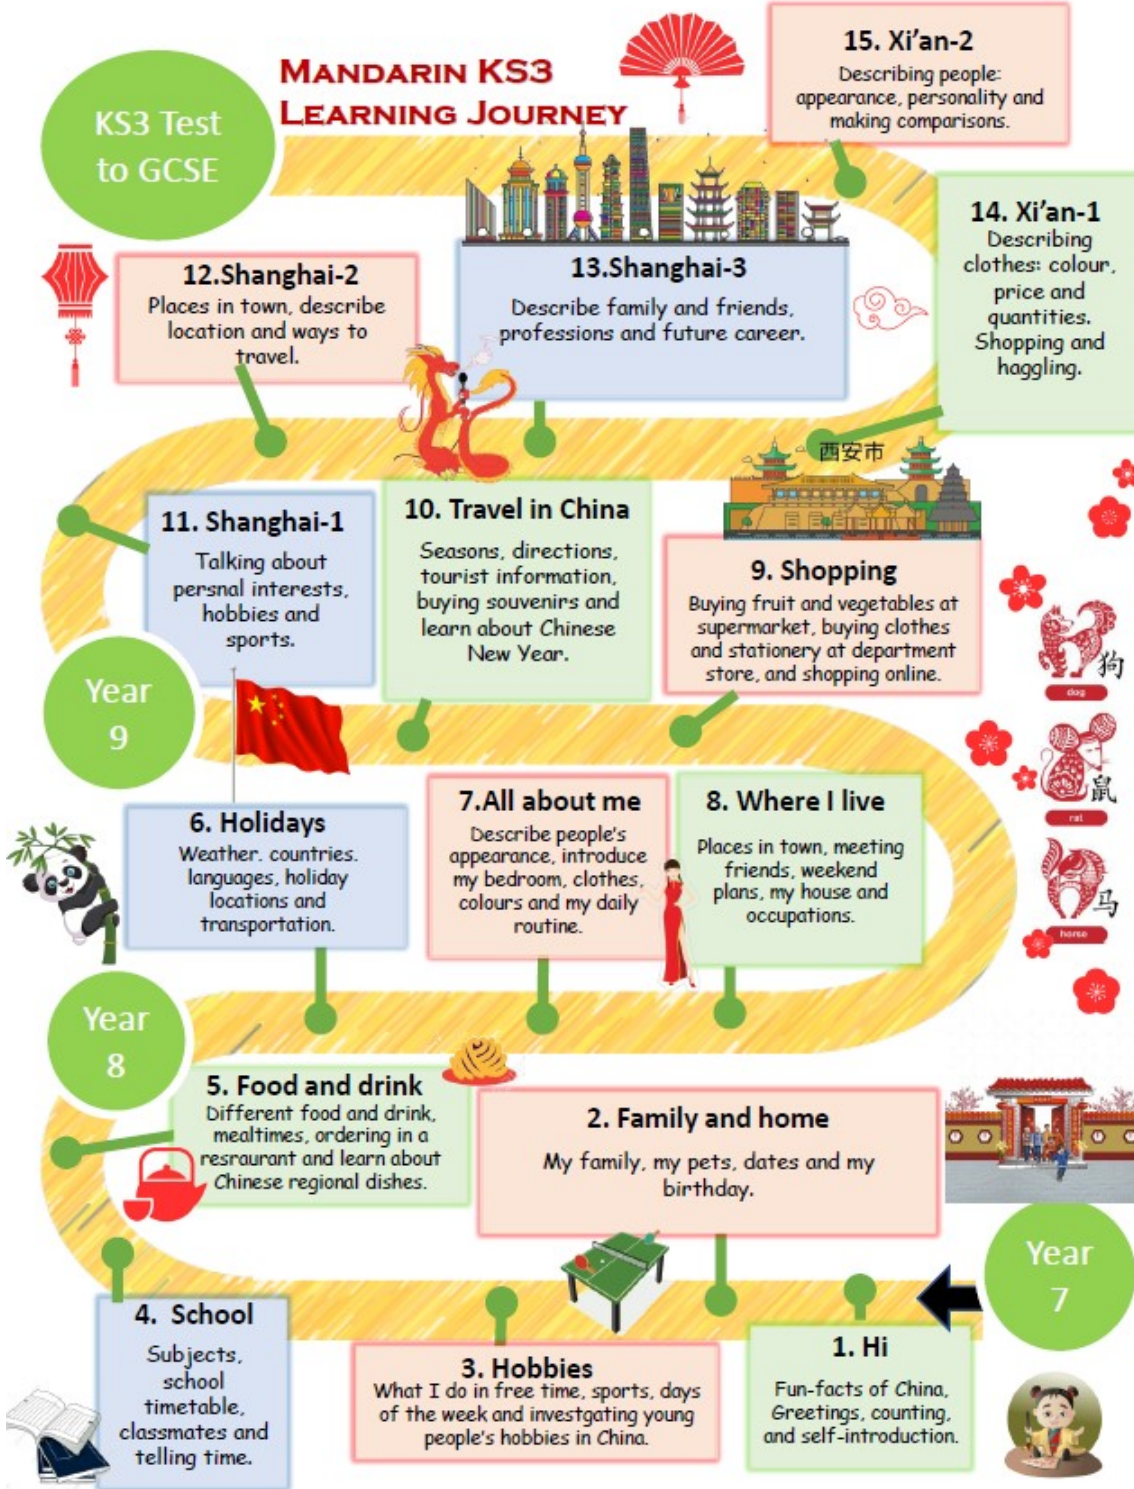 MANDARIN KS3
LEARNING JOURNEY
KS3 Test
to GCSE
15. Xi'an-2
Describing people:
appearance, personality and
making comparisons.
14. Xi'an-1
Describing
clothes: colour,
price and
quantities.
Shopping and
haggling.
12.Shanghai-2
Places in town, describe
location and ways to
travel.
13.Shanghai-3
Describe family and friends,
professions and future career.
西安市
11. Shanghai-1
Talking about
persnal interests,
hobbies and
sports.
10. Travel in China
Seasons, directions,
tourist information,
buying souvenirs and
learn about Chinese
New Year.
9. Shopping
Buying fruit and vegetables at
supermarket, buying clothes
and stationery at department
store, and shopping online.
狗
dog
鼠
rat
马
horse
Year
9
6. Holidays
Weather. countries.
languages, holiday
locations and
transportation.
7.All about me
Describe people's
appearance, introduce
my bedroom, clothes,
colours and my daily
routine.
8. Where I live
Places in town, meeting
friends, weekend
plans, my house and
occupations.
Year
8
5. Food and drink
Different food and drink,
mealtimes, ordering in a
resraurant and learn about
Chinese regional dishes.
2. Family and home
My family, my pets, dates and my
birthday.
Year
7
4. School
Subjects,
school
timetable,
classmates and
telling time.
3. Hobbies
What I do in free time, sports, days
of the week and investgating young
people's hobbies in China.
1. Hi
Fun-facts of China,
Greetings, counting,
and self-introduction.